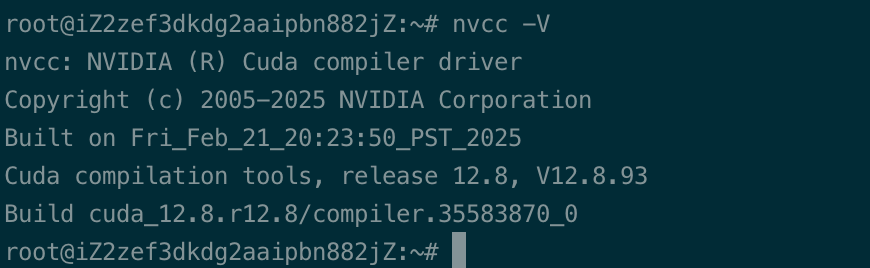 root@iZ2zef3dkdg2aaipbn882jZ:~# nvcc -V
nvcc: NVIDIA (R) Cuda compiler driver
Copyright (c) 2005-2025 NVIDIA Corporation
Built on Fri_Feb_21_20:23:50_PST_2025
Cuda compilation tools, release 12.8, V12.8.93
Build cuda_12.8.r12.8/compiler.35583870_0
root@iZ2zef3dkdg2aaipbn882jZ:~#